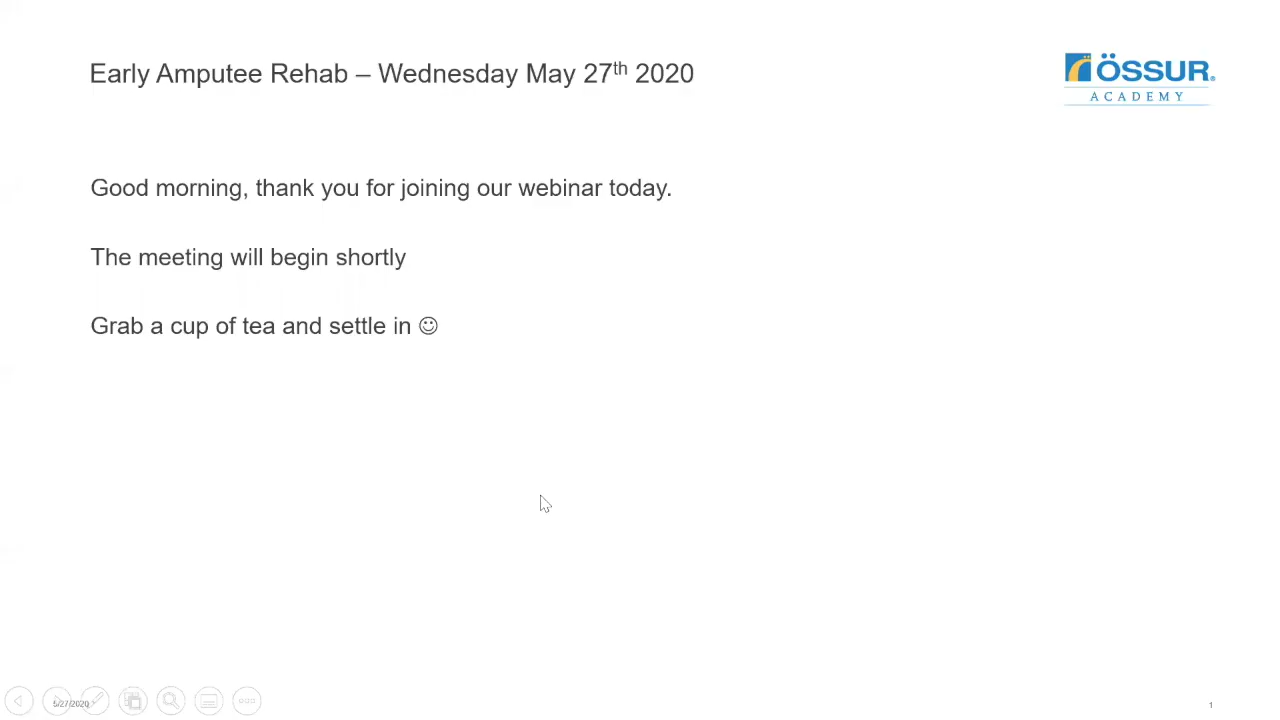 Early Amputee Rehab – Wednesday May 27th 2020
ÖSSUR®
ACADEMY
Good morning, thank you for joining our webinar today.
The meeting will begin shortly
Grab a cup of tea and settle in ☺
5/27/2020
1